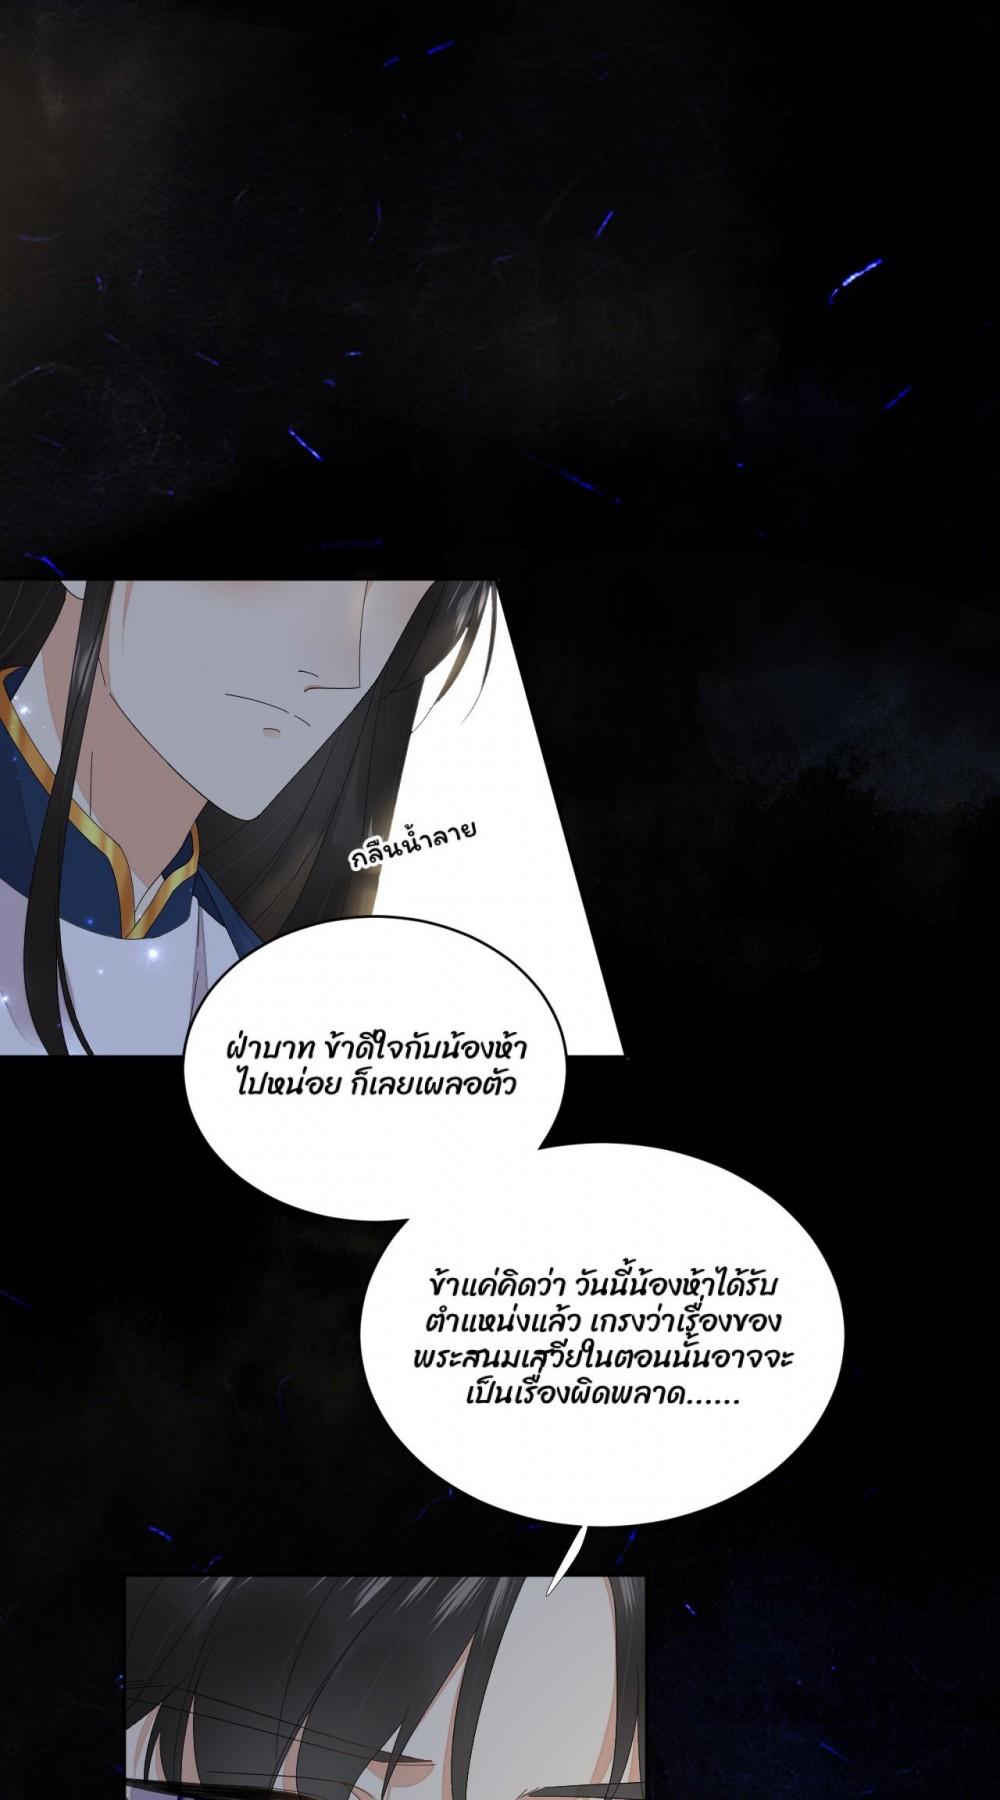 กลืนน้ำลาย
ฝ่าบาท ข้าดีใจกับน้องห้า
ไปหน่อย ก็เลยเผลอตัว
ข้าแค่คิดว่า วันนี้น้องห้าได้รับ
ตำแหน่งแล้ว เกรงว่าเรื่องของ
พระสนมเสวียในตอนนั้นอาจจะ
เป็นเรื่องผิดพลาด......